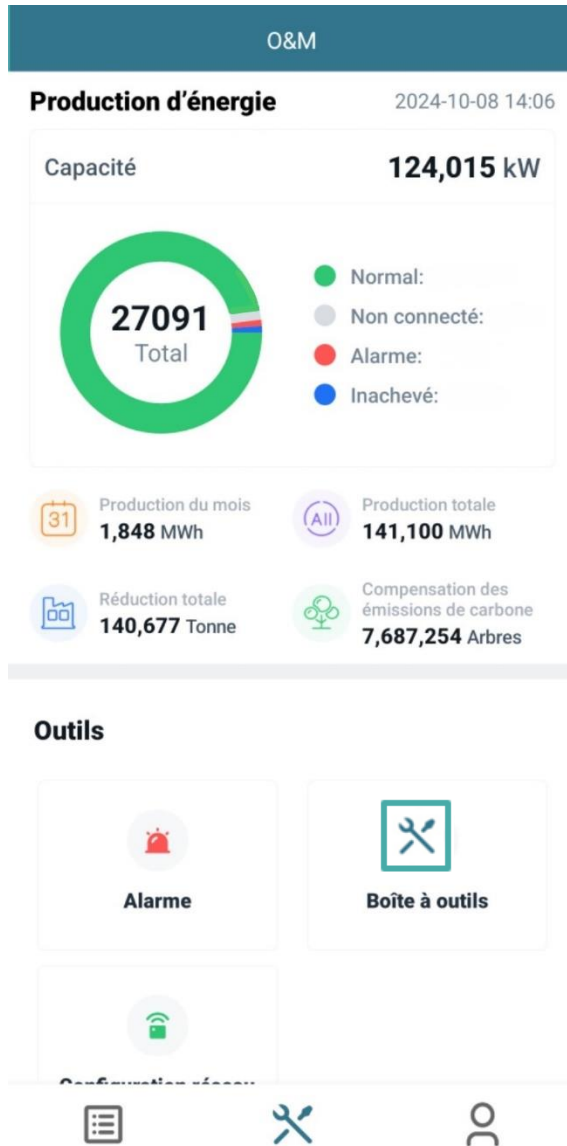 O&M
Production d'énergie 2024-10-08 14:06
Capacité 124,015 kW
27091
Total
Normal:
Non connecté:
Alarme:
Inachevé:
31
Production du mois
1,848 MWh
All
Production totale
141,100 MWh
Réduction totale
140,677 Tonne
Compensation des
émissions de carbone
7,687,254 Arbres
Outils
Alarme
Boîte à outils
Configuration réseau